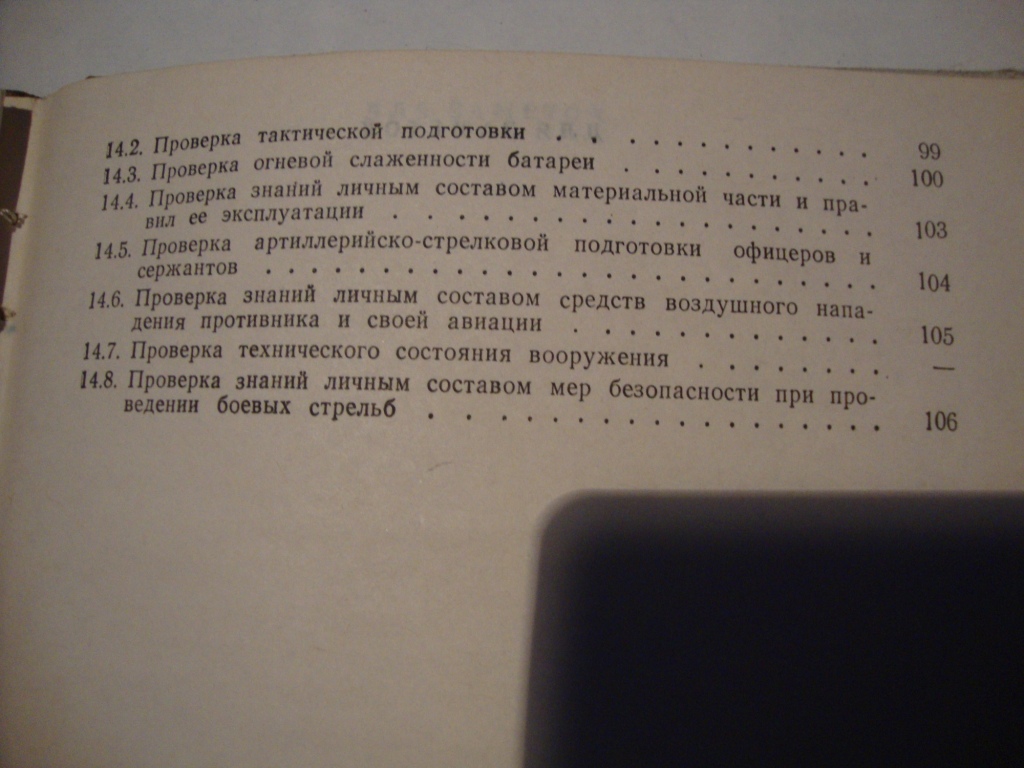 14.2. Проверка тактической подготовки . . . . . . . . . . 99
14.3. Проверка огневой слаженности батареи . . . . . . . . . 100
14.4. Проверка знаний личным составом материальной части и пра-
вил ее эксплуатации . . . . . . . . . . . . . . . . 103
14.5. Проверка артиллерийско-стрелковой подготовки офицеров и
сержантов . . . . . . . . . . . . . . . . . . . . 104
14.6. Проверка знаний личным составом средств воздушного напа-
дения противника и своей авиации . . . . . . . . . . . 105
14.7. Проверка технического состояния вооружения . . . . . . . —
14.8. Проверка знаний личным составом мер безопасности при про-
ведении боевых стрельб . . . . . . . . . . . . . . . 106